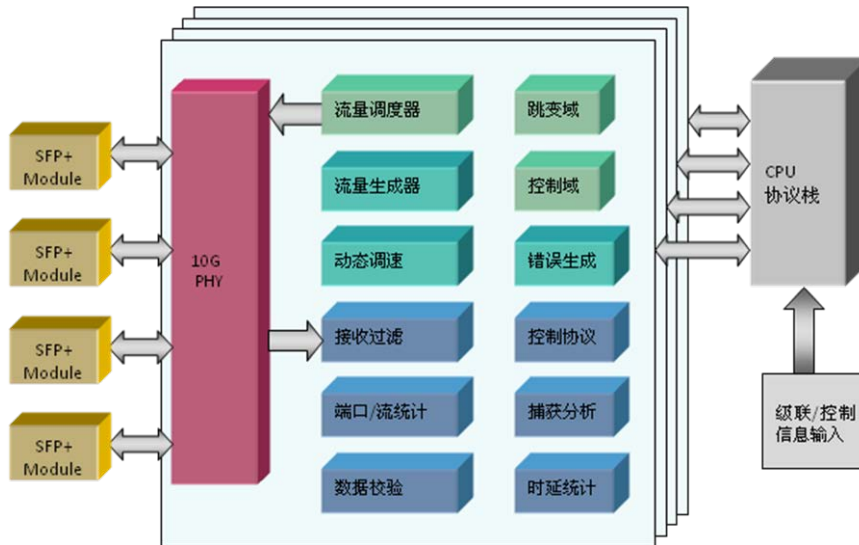 SFP+
Module
SFP+
Module
SFP+
Module
SFP+
Module
10G
PHY
流量调度器
跳变域
流量生成器
控制域
动态调速
错误生成
接收过滤
控制协议
端口/流统计
捕获分析
数据校验
时延统计
CPU
协议栈
级联/控制
信息输入